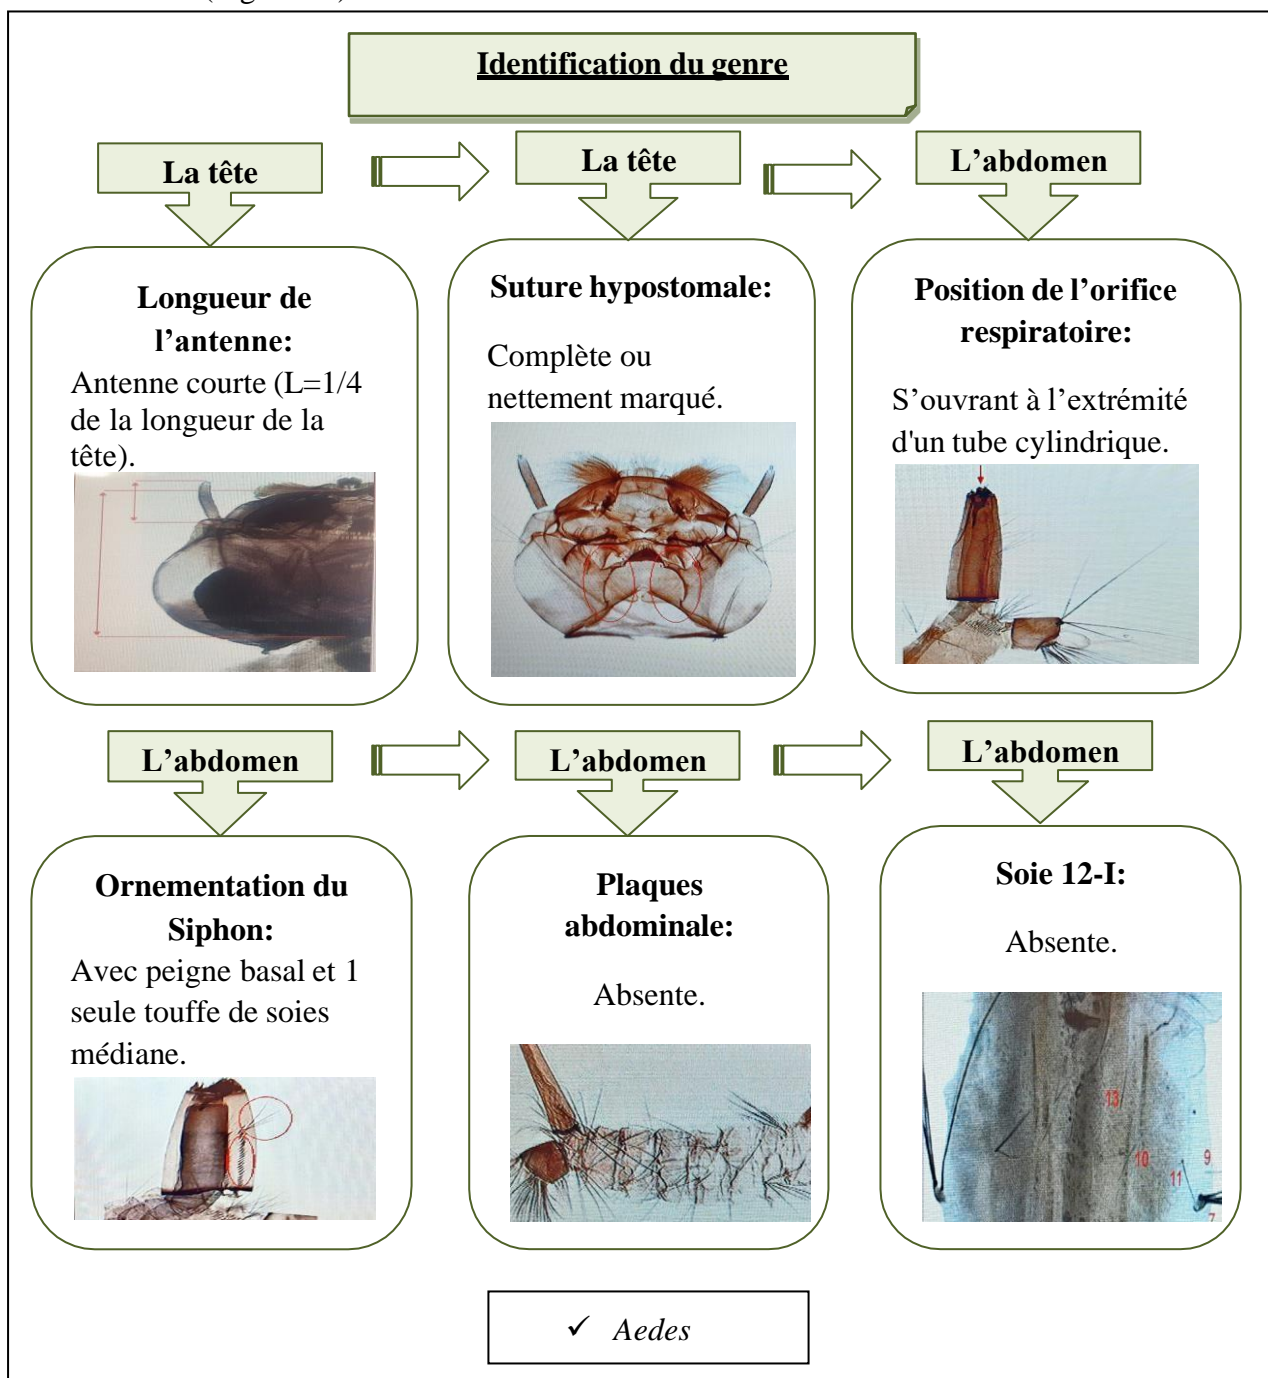 Identification du genre
La tête
La tête
L'abdomen
Longueur de
l'antenne:
Antenne courte (L=1/4
de la longueur de la
tête).
Suture hypostomale:
Complète ou
nettement marqué.
Position de l'orifice
respiratoire:
S'ouvrant à l'extrémité
d'un tube cylindrique.
L'abdomen
L'abdomen
L'abdomen
Ornementation du
Siphon:
Avec peigne basal et 1
seule touffe de soies
médiane.
Plaques
abdominale:
Absente.
Soie 12-I:
Absente.
13
10
11
9
7
✓ Aedes